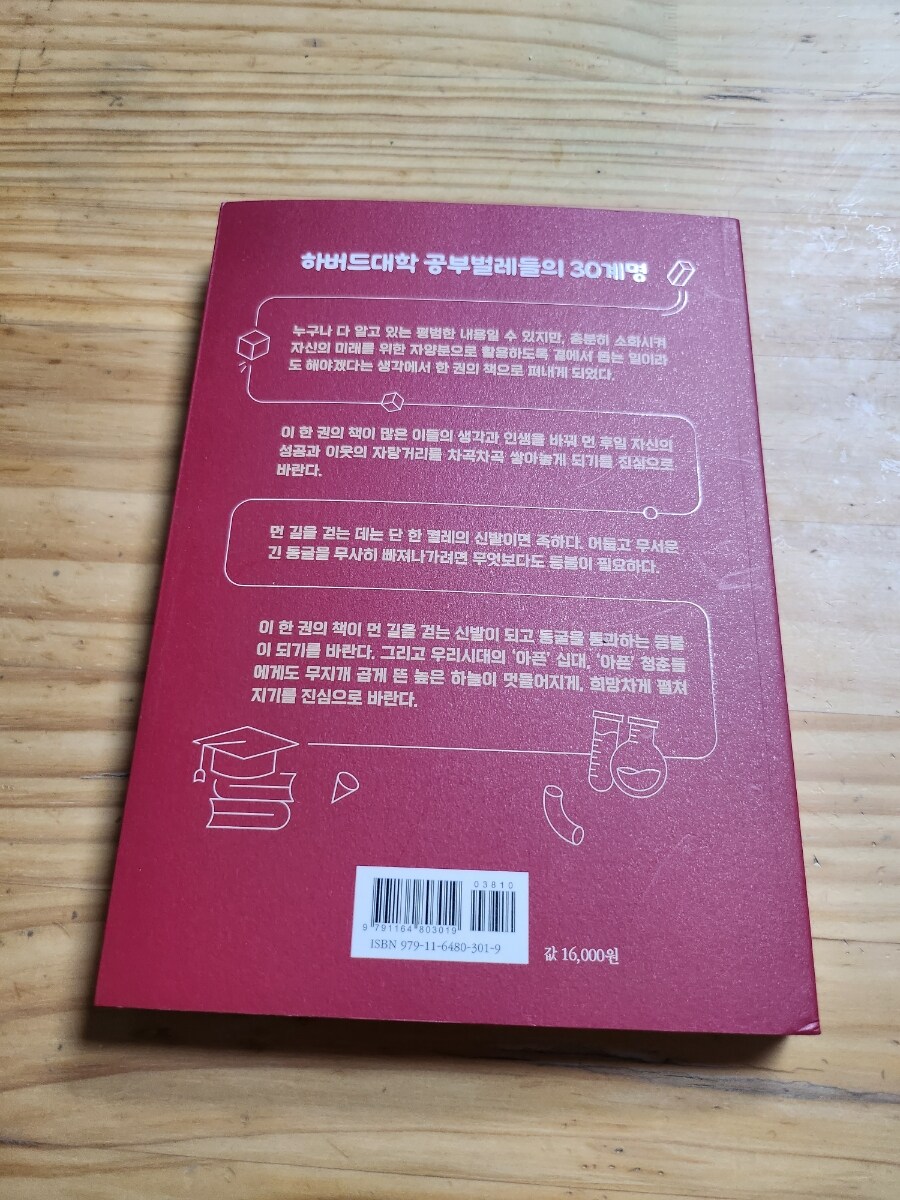 하버드대학 공부벌레들의 30계명
누구나 다 알고 있는 평범한 내용일 수 있지만, 충분히 소화시켜
자신의 미래를 위한 자양분으로 활용하도록 곁에서 돕는 일이라
도 해야겠다는 생각에서 한 권의 책으로 펴내게 되었다.
이 한 권의 책이 많은 이들의 생각과 인생을 바꿔 먼 후일 자신의
성공과 이웃의 자랑거리를 차곡차곡 쌓아놓게 되기를 진심으로
바란다.
먼 길을 걷는 데는 단 한 켤레의 신발이면 족하다. 어둡고 무서운
긴 동굴을 무사히 빠져나가려면 무엇보다도 등불이 필요하다.
이 한 권의 책이 먼 길을 걷는 신발이 되고 동굴을 통과하는 등불
이 되기를 바란다. 그리고 우리시대의 '아픈' 십대, '아픈' 청춘들
에게도 무지개 곱게 뜬 높은 하늘이 멋들어지게, 희망차게 펼쳐
지기를 진심으로 바란다.
03810
9 791164 803019
ISBN 979-11-6480-301-9
값 16,000원